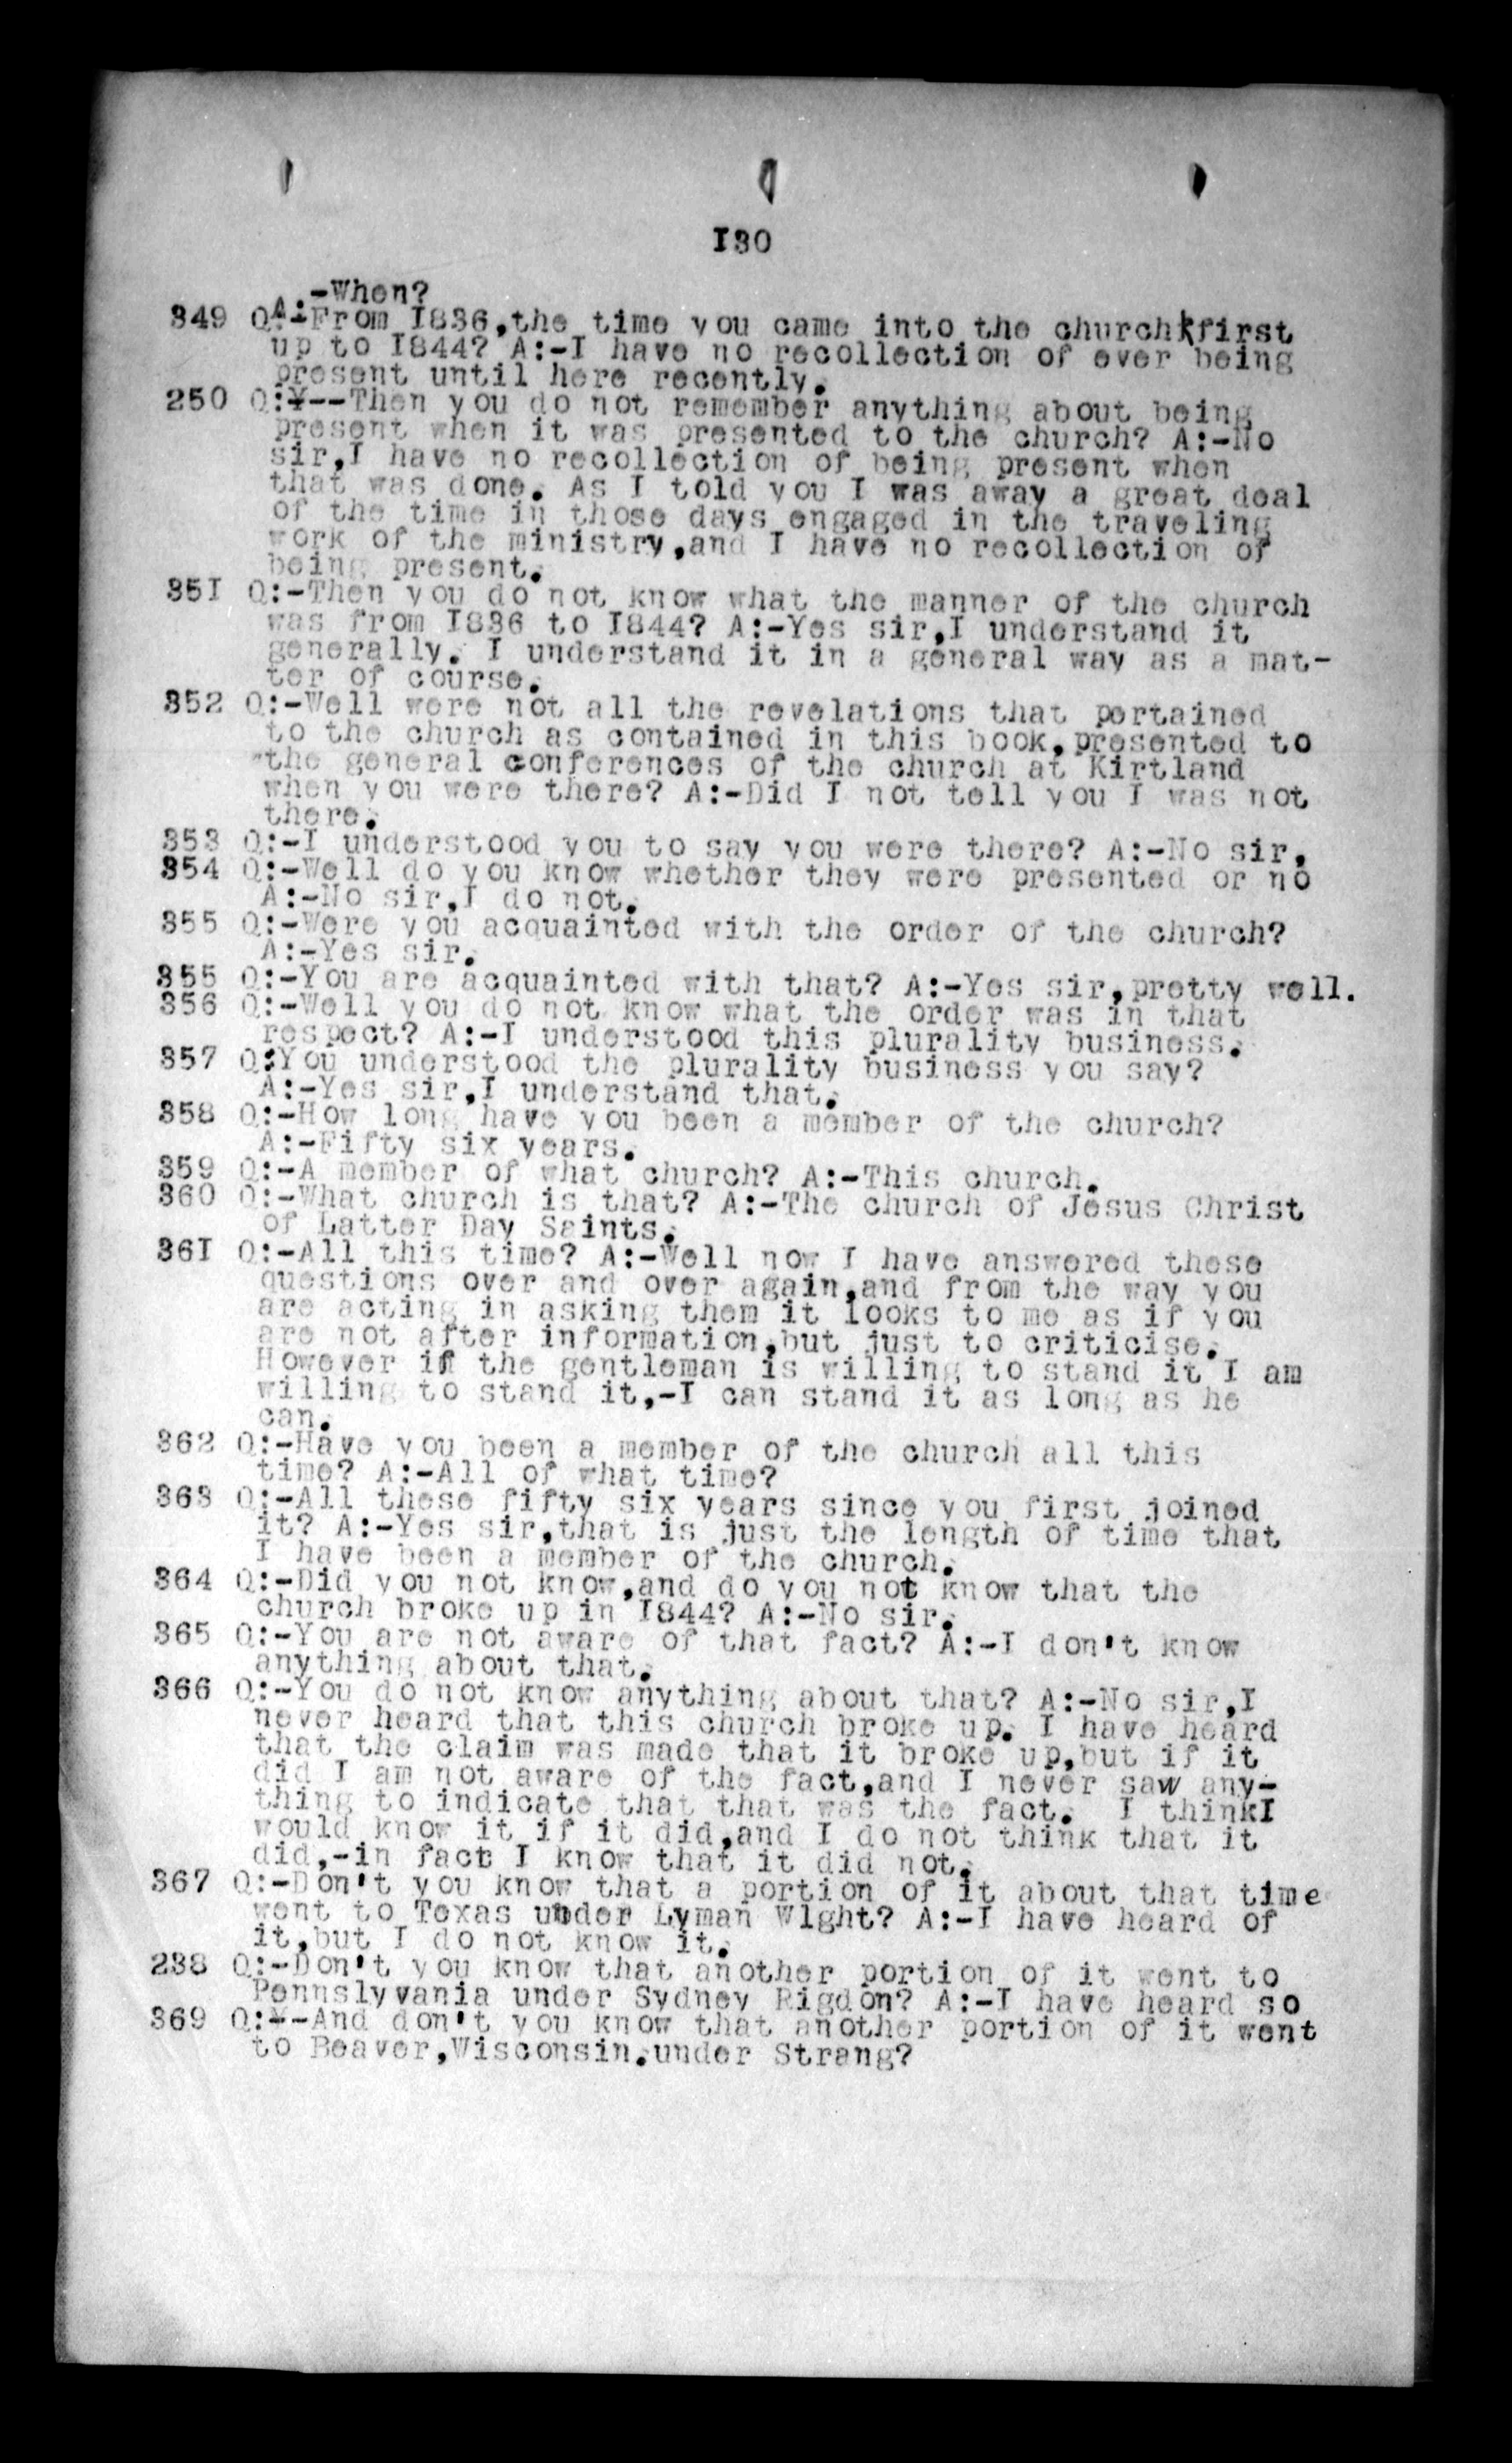 I30
A:-When?
349 Q:-From I836,the time you came into the church first
up to I844? A:-I have no recollection of ever being
present until here recently.
250 Q:¥--Then you do not remember anything about being
present when it was presented to the church? A:-No
sir,I have no recollection of being present when
that was done. As I told you I was away a great deal
of the time in those days engaged in the traveling
work of the ministry,and I have no recollection of
being present.
35I Q:-Then you do not know what the manner of the church
was from I836 to I844? A:-Yes sir,I understand it
generally. I understand it in a general way as a mat-
ter of course.
352 Q:-Well were not all the revelations that pertained
to the church as contained in this book,presented to
the general conferences of the church at Kirtland
when you were there? A:-Did I not tell you I was not
there.
353 Q:-I understood you to say you were there? A:-No sir,
354 Q:-Well do you know whether they were presented or no
A:-No sir,I do not.
355 Q:-Were you acquainted with the order of the church?
A:-Yes sir.
355 Q:-You are acquainted with that? A:-Yes sir,pretty well.
356 Q:-Well you do not know what the order was in that
respect? A:-I understood this plurality business.
357 Q:You understood the plurality business you say?
A:-Yes sir,I understand that.
358 Q:-How long have you been a member of the church?
A:-Fifty six years.
359 Q:-A member of what church? A:-This church.
360 Q:-What church is that? A:-The church of Jesus Christ
of Latter Day Saints.
36I Q:-All this time? A:-Well now I have answered these
questions over and over again,and from the way you
are acting in asking them it looks to me as if you
are not after information,but just to criticise.
However if the gentleman is willing to stand it I am
willing to stand it,-I can stand it as long as he
can.
362 Q:-Have you been a member of the church all this
time? A:-All of what time?
363 Q:-All these fifty six years since you first joined
it? A:-Yes sir,that is just the length of time that
I have been a member of the church.
364 Q:-Did you not know,and do you not know that the
church broke up in I844? A:-No sir.
365 Q:-You are not aware of that fact? A:-I don't know
anything about that.
366 Q:-You do not know anything about that? A:-No sir,I
never heard that this church broke up. I have heard
that the claim was made that it broke up,but if it
did I am not aware of the fact,and I never saw any-
thing to indicate that that was the fact. I thinkI
would know it if it did,and I do not think that it
did,-in fact I know that it did not.
367 Q:-Don't you know that a portion of it about that time
went to Texas under Lyman Wlght? A:-I have heard of
it,but I do not know it.
238 Q:-Don't you know that another portion of it went to
Pennslyvania under Sydney Rigdon? A:-I have heard so
369 Q:¥--And don't you know that another portion of it went
to Beaver,Wisconsin.under Strang?